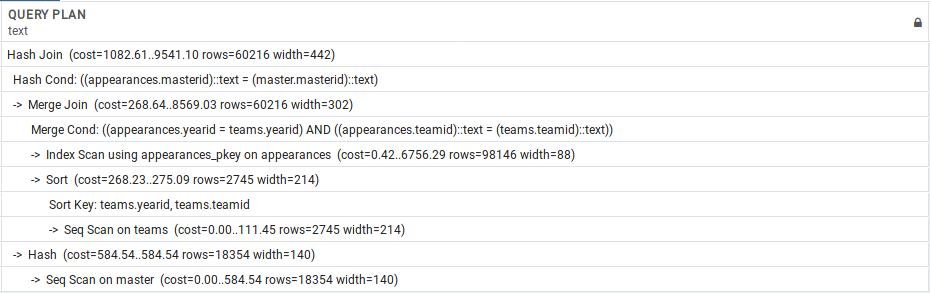 QUERY PLAN
text
Hash Join (cost=1082.61..9541.10 rows=60216 width=442)
Hash Cond: ((appearances.masterid)::text = (master.masterid)::text)
-> Merge Join (cost=268.64..8569.03 rows=60216 width=302)
Merge Cond: ((appearances.yearid = teams.yearid) AND ((appearances.teamid)::text = (teams.teamid)::text))
-> Index Scan using appearances_pkey on appearances (cost=0.42..6756.29 rows=98146 width=88)
-> Sort (cost=268.23..275.09 rows=2745 width=214)
Sort Key: teams.yearid, teams.teamid
-> Seq Scan on teams (cost=0.00..111.45 rows=2745 width=214)
-> Hash (cost=584.54..584.54 rows=18354 width=140)
-> Seq Scan on master (cost=0.00..584.54 rows=18354 width=140)